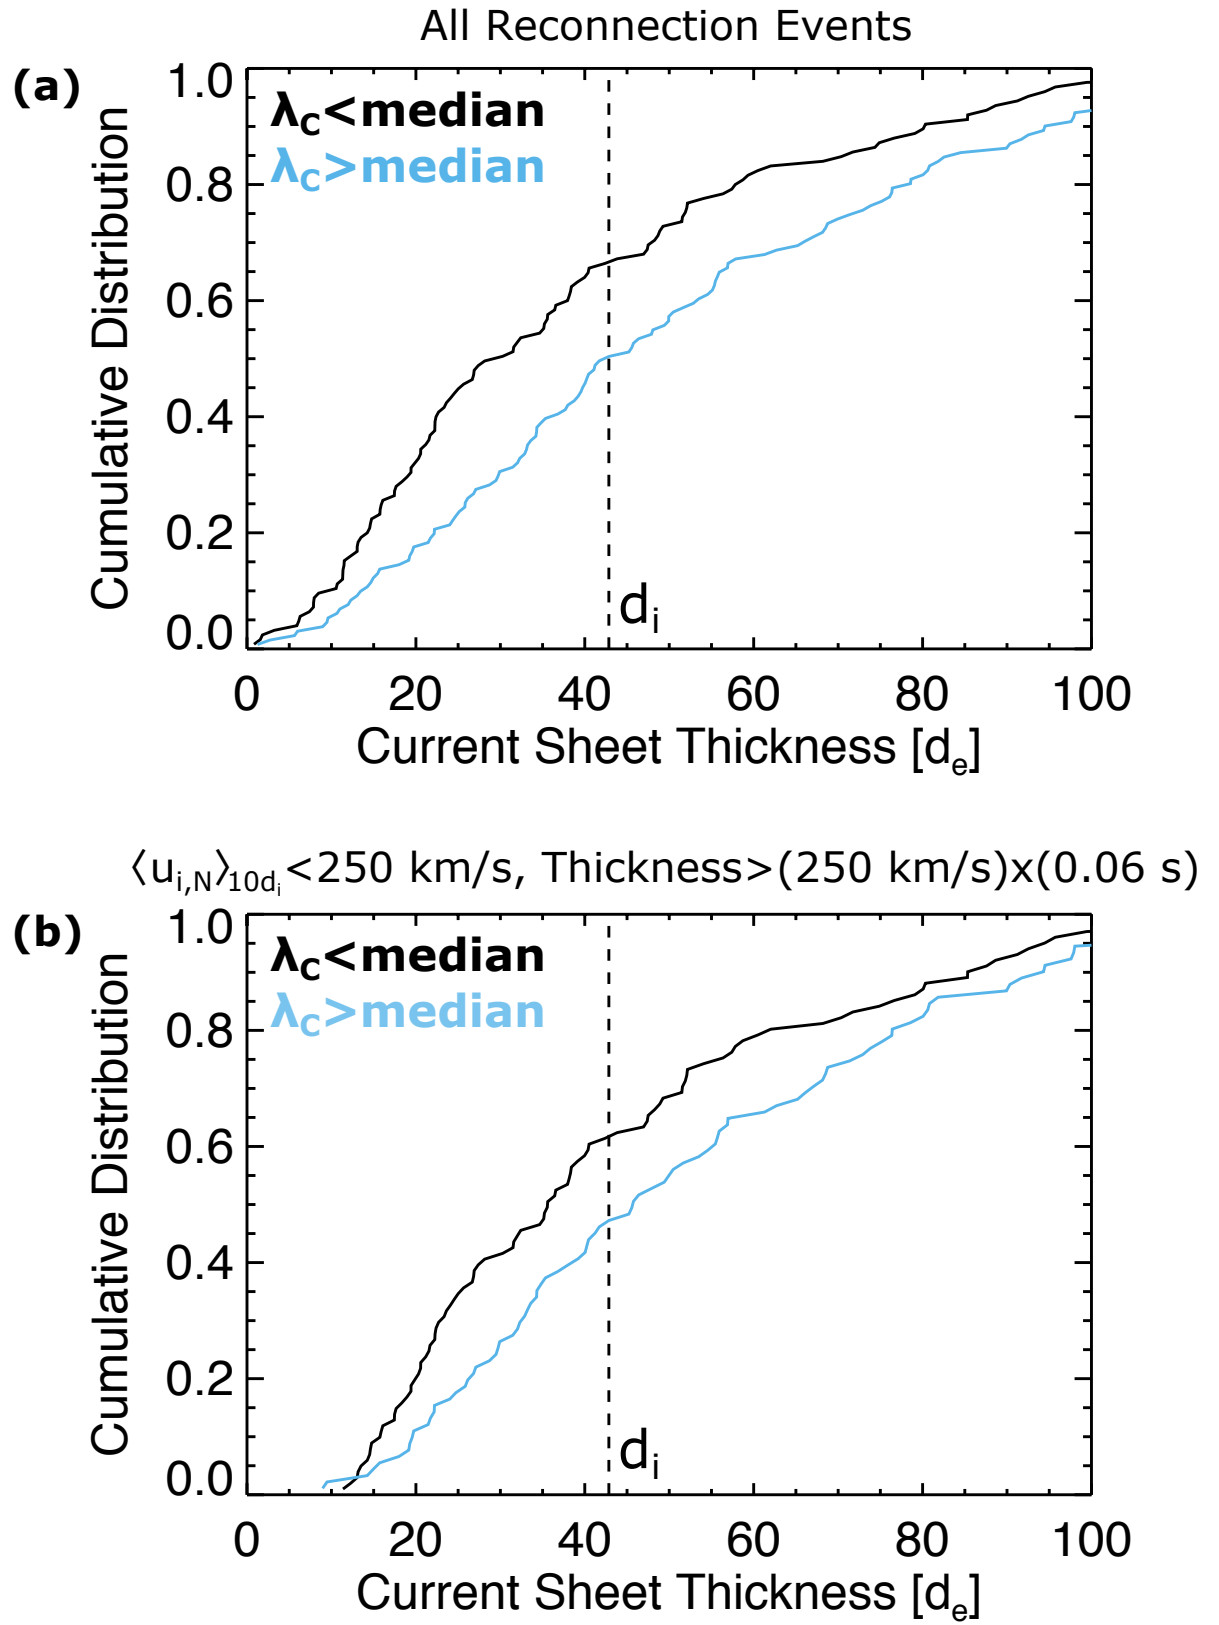 All Reconnection Events
(a)
λC<median
λC>median
1.0
0.8
0.6
0.4
0.2
0.0
Cumulative Distribution
di
0 20 40 60 80 100
Current Sheet Thickness [de]
⟨ui,N⟩10di<250 km/s, Thickness>(250 km/s)x(0.06 s)
(b)
λC<median
λC>median
1.0
0.8
0.6
0.4
0.2
0.0
Cumulative Distribution
di
0 20 40 60 80 100
Current Sheet Thickness [de]